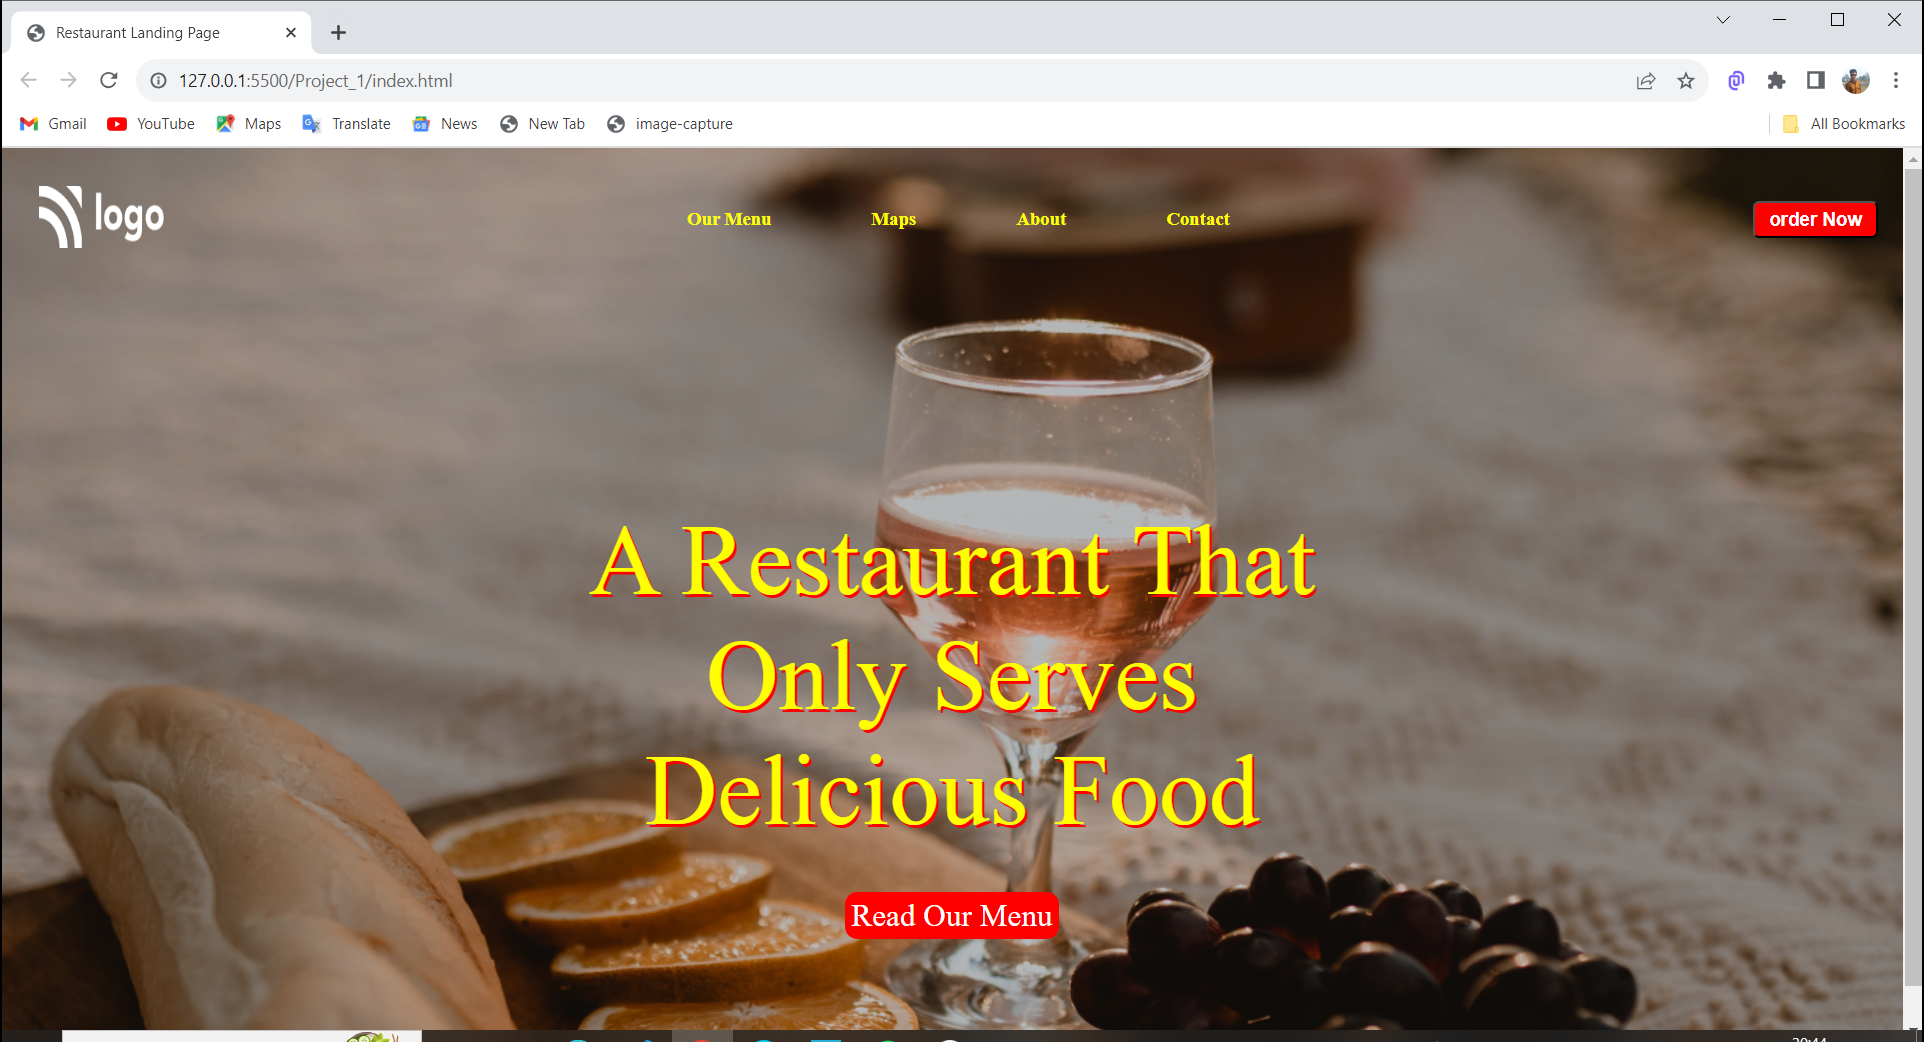 Restaurant Landing Page
127.0.0.1:5500/Project_1/index.html
Gmail YouTube Maps Translate News New Tab image-capture All Bookmarks
logo Our Menu Maps About Contact order Now
A Restaurant That
Only Serves
Delicious Food
Read Our Menu